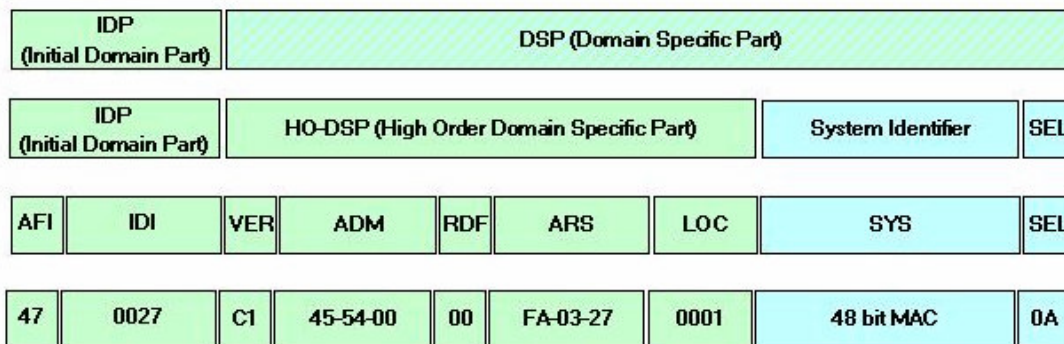 IDP
(Initial Domain Part)
DSP (Domain Specific Part)
IDP
(Initial Domain Part)
HO-DSP (High Order Domain Specific Part)
System Identifier
SEL
AFI
IDI
VER
ADM
RDF
ARS
LOC
SYS
SEL
47
0027
C1
45-54-00
00
FA-03-27
0001
48 bit MAC
0A